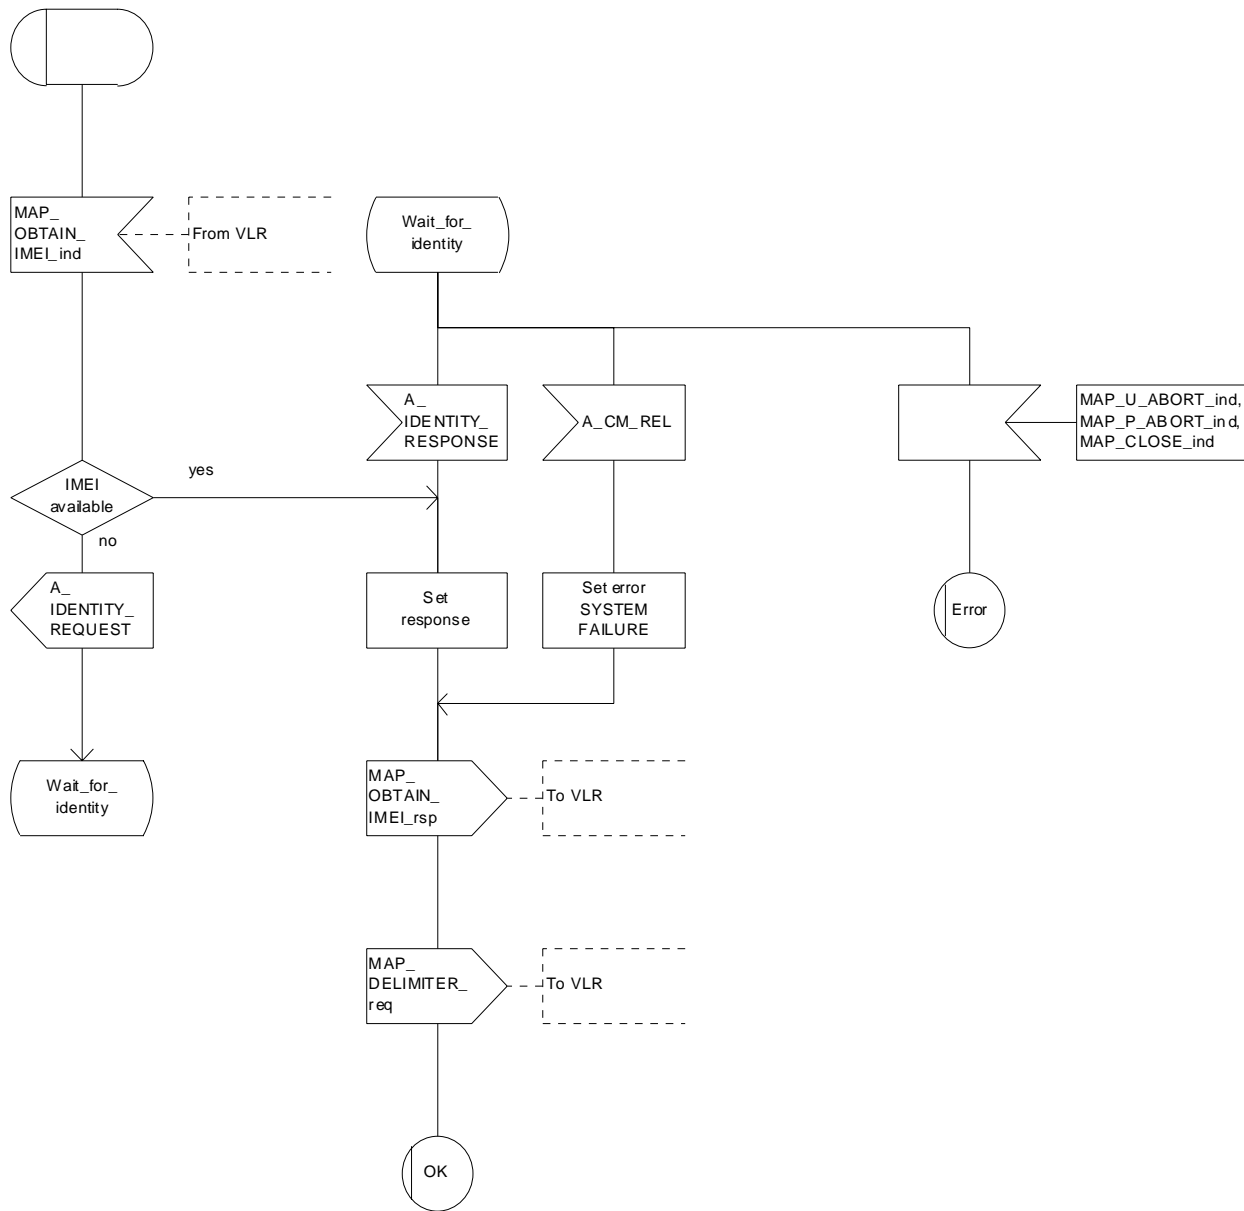 MAP_
OBTAIN_
IMEI_ind
From VLR
Wait_for_
identity
A_
IDENTITY_
RESPONSE
A_CM_REL
MAP_U_ABORT_ind,
MAP_P_ABORT_ind,
MAP_CLOSE_ind
IMEI
available
yes
no
A_
IDENTITY_
REQUEST
Set
response
Set error
SYSTEM
FAILURE
Error
Wait_for_
identity
MAP_
OBTAIN_
IMEI_rsp
To VLR
MAP_
DELIMITER_
req
To VLR
OK